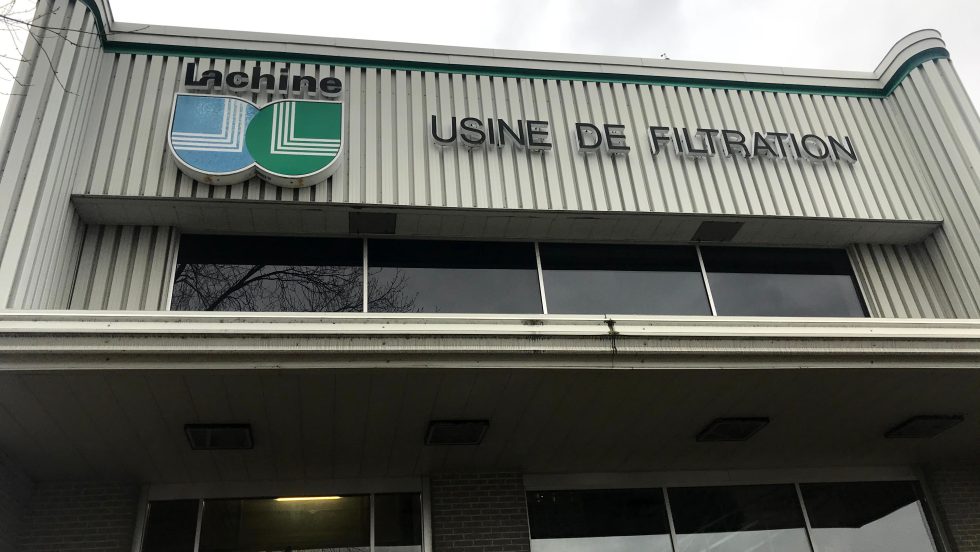 Lachine
USINE DE FILTRATION